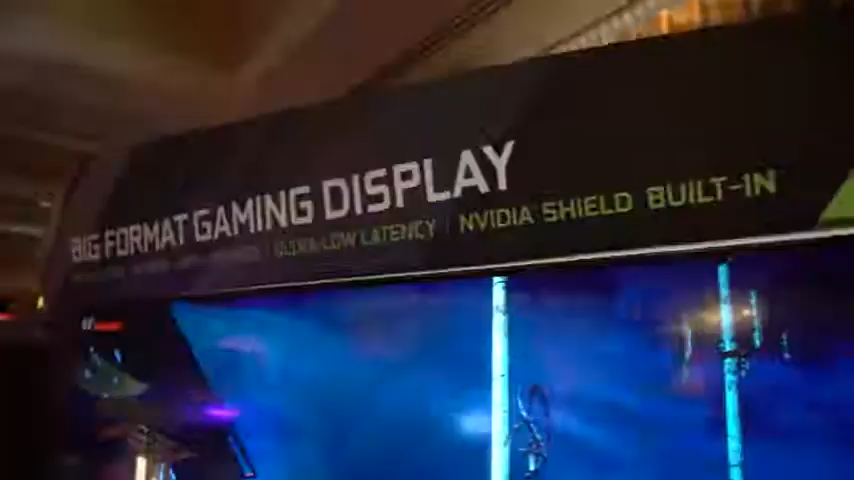 BIG FORMAT GAMING DISPLAY
ULTRA-LOW LATENCY | NVIDIA SHIELD BUILT-IN